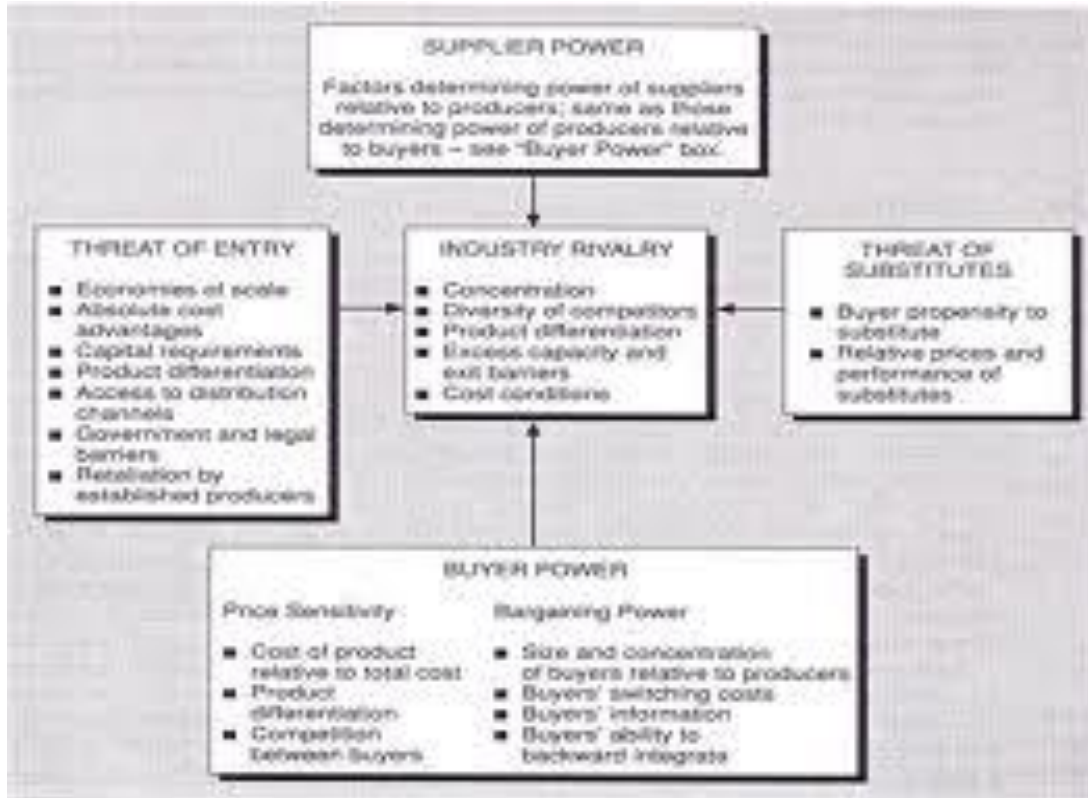 SUPPLIER POWER
Factors determining power of suppliers
relative to producers; same as those
determining power of producers relative
to buyers – see "Buyer Power" box.
THREAT OF ENTRY
■ Economies of scale
■ Absolute cost
advantages
■ Capital requirements
■ Product differentiation
■ Access to distribution
channels
■ Government and legal
barriers
■ Retaliation by
established producers
INDUSTRY RIVALRY
■ Concentration
■ Diversity of competitors
■ Product differentiation
■ Excess capacity and
exit barriers
■ Cost conditions
THREAT OF
SUBSTITUTES
■ Buyer propensity to
substitute
■ Relative prices and
performance of
substitutes
BUYER POWER
Price Sensitivity
■ Cost of product
relative to total cost
■ Product
differentiation
■ Competition
between buyers
Bargaining Power
■ Size and concentration
of buyers relative to producers
■ Buyers' switching costs
■ Buyers' information
■ Buyers' ability to
backward integrate